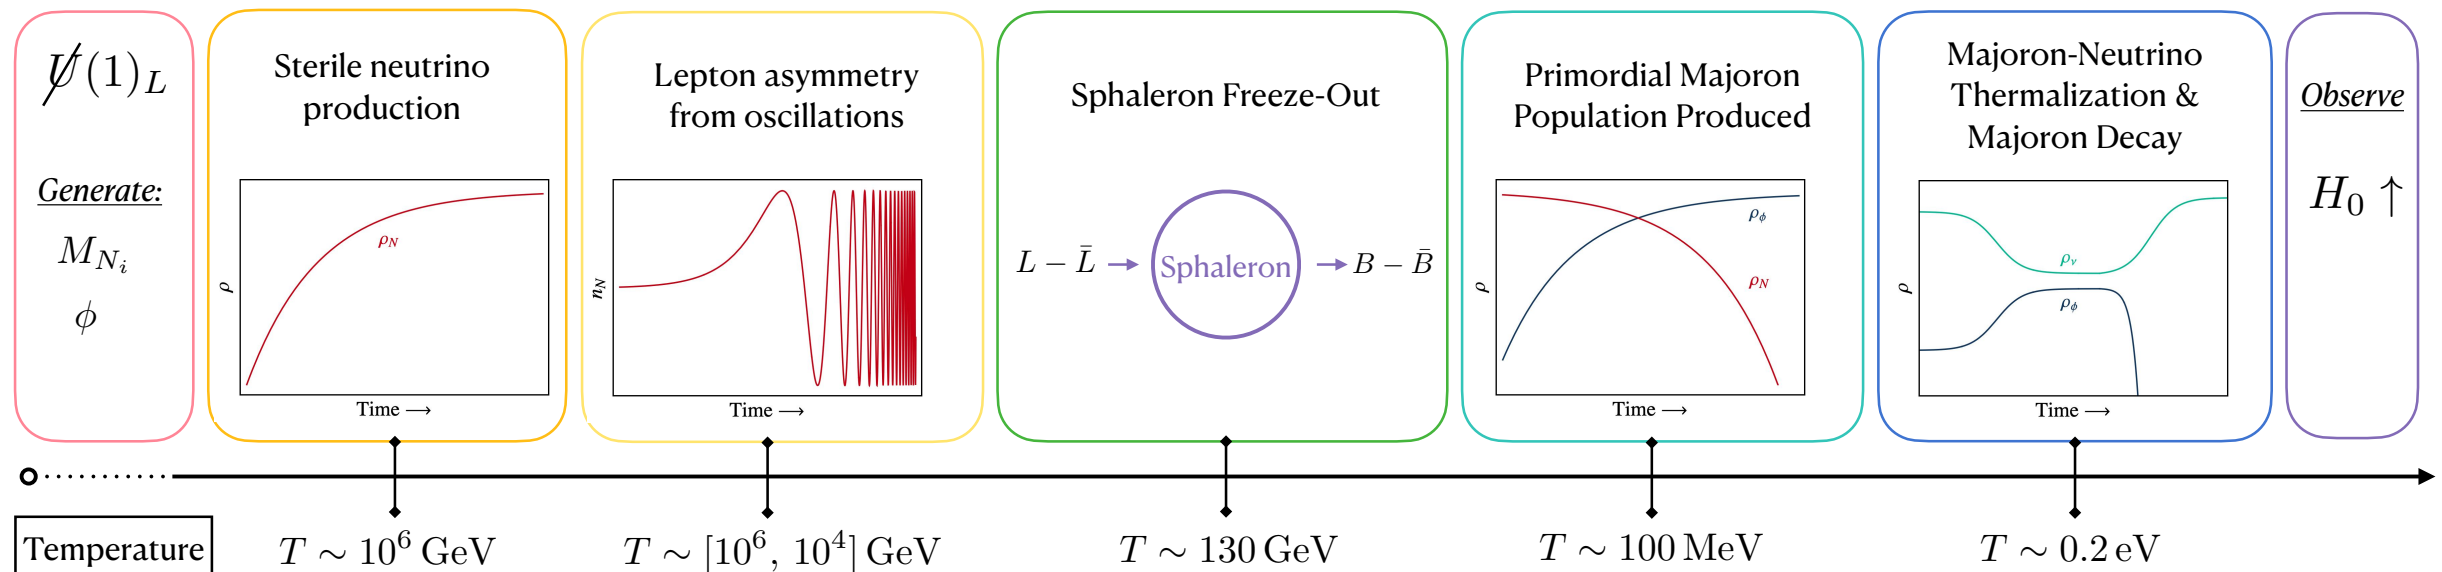 U̸(1)_L
Generate:
M_{N_i}
ϕ
Sterile neutrino
production
ρ_N
ρ
Time →
Lepton asymmetry
from oscillations
n_N
Time →
Sphaleron Freeze-Out
L − L̄ → Sphaleron → B − B̄
Primordial Majoron
Population Produced
ρ_ϕ
ρ_N
ρ
Time →
Majoron-Neutrino
Thermalization &
Majoron Decay
ρ_ν
ρ_ϕ
ρ
Time →
Observe
H_0 ↑
Temperature
T ∼ 10^6 GeV
T ∼ [10^6, 10^4] GeV
T ∼ 130 GeV
T ∼ 100 MeV
T ∼ 0.2 eV